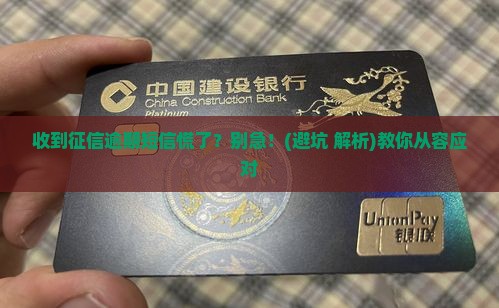 中国建设银行
China Construction Bank
Platinum
收到征信逾期短信慌了？别急！(避坑 解析)教你从容应
对
UnionPay
银联